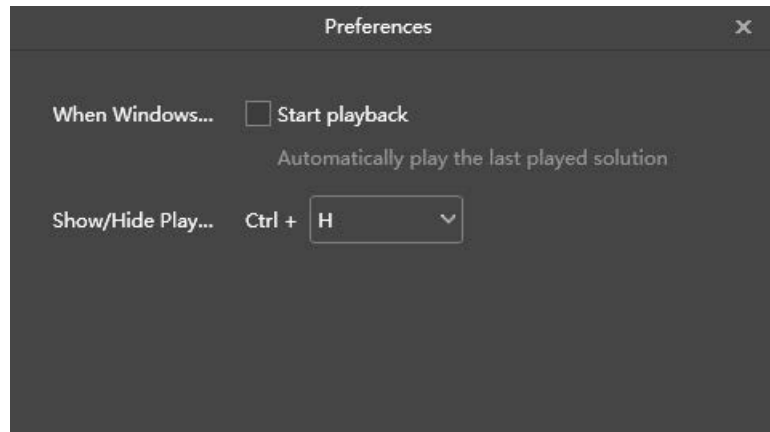 Preferences
When Windows... Start playback
Automatically play the last played solution
Show/Hide Play... Ctrl + H